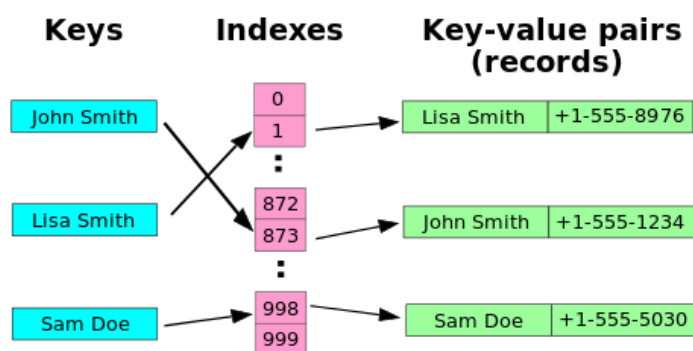 Keys
Indexes
Key-value pairs
(records)
0
John Smith
1
Lisa Smith
+1-555-8976
:
872
Lisa Smith
873
John Smith
+1-555-1234
:
998
Sam Doe
999
Sam Doe
+1-555-5030